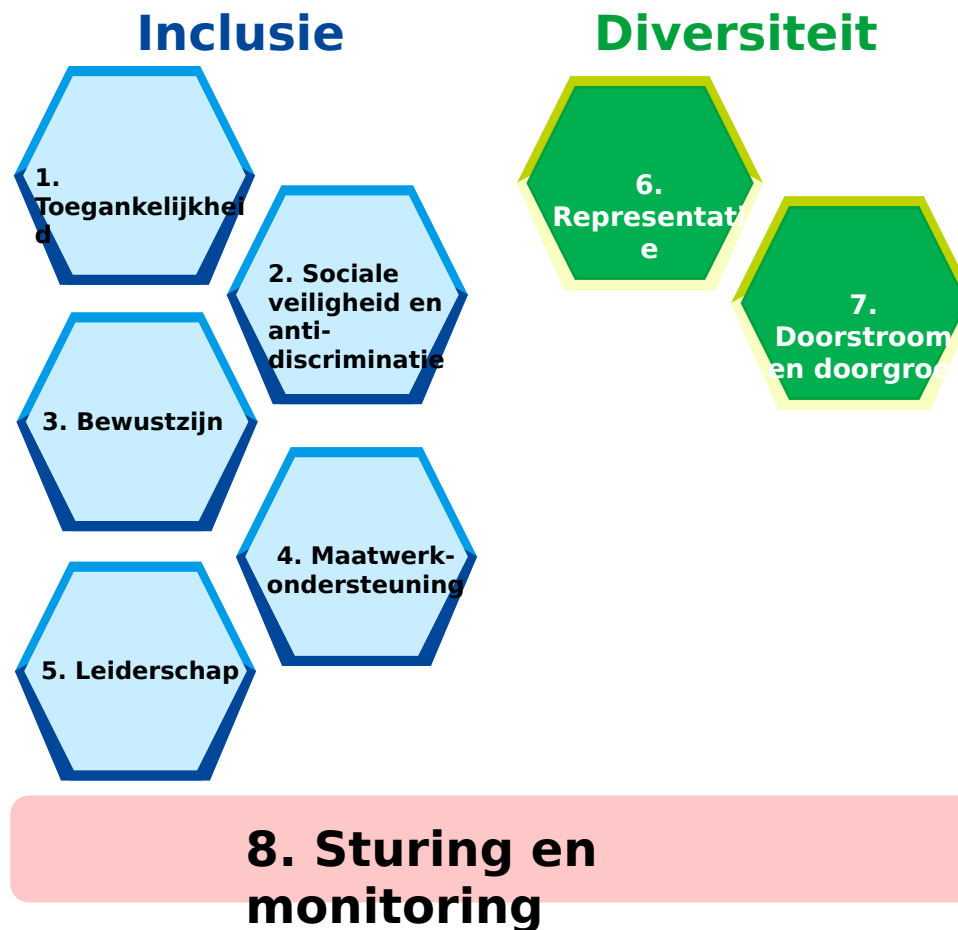 Inclusie
Diversiteit
1.
Toegankelijkhei
d
2. Sociale
veiligheid en
anti-
discriminatie
3. Bewustzijn
4. Maatwerk-
ondersteuning
5. Leiderschap
6.
Representati
e
7.
Doorstroom
en doorgroe
8. Sturing en
monitoring